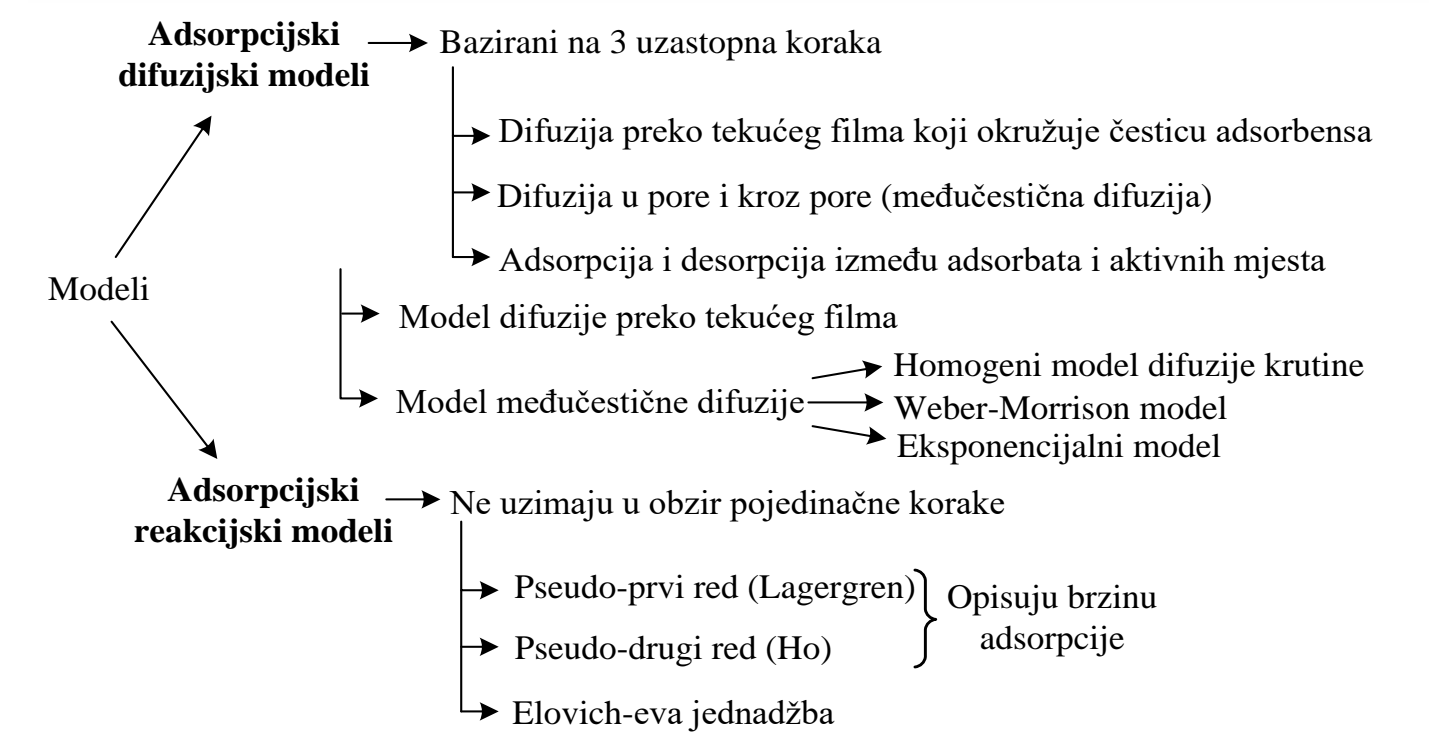 Adsorpcijski
difuzijski modeli
Bazirani na 3 uzastopna koraka
Difuzija preko tekućeg filma koji okružuje česticu adsorbensa
Difuzija u pore i kroz pore (međučestična difuzija)
Adsorpcija i desorpcija između adsorbata i aktivnih mjesta
Modeli
Model difuzije preko tekućeg filma
Model međučestične difuzije
Homogeni model difuzije krutine
Weber-Morrison model
Eksponencijalni model
Adsorpcijski
reakcijski modeli
Ne uzimaju u obzir pojedinačne korake
Pseudo-prvi red (Lagergren)
Pseudo-drugi red (Ho)
Opisuju brzinu
adsorpcije
Elovich-eva jednadžba